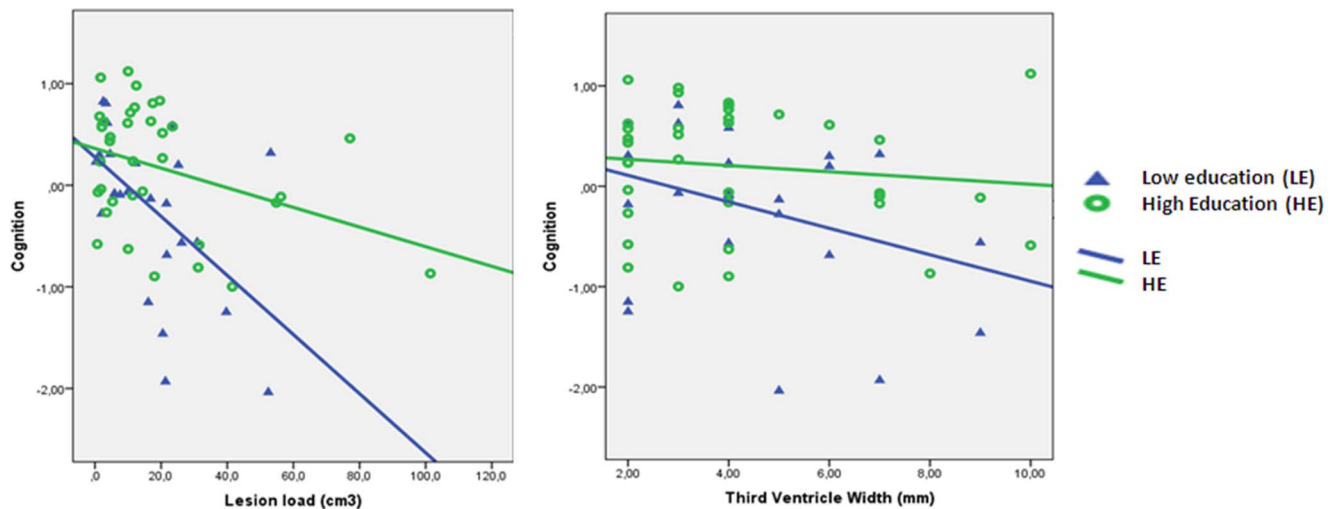 Cognition
1,00
,00
-1,00
-2,00
,0
20,0
40,0
60,0
80,0
100,0
120,0
Lesion load (cm3)
Cognition
1,00
,00
-1,00
-2,00
2,00
4,00
6,00
8,00
10,00
Third Ventricle Width (mm)
Low education (LE)
High Education (HE)
LE
HE